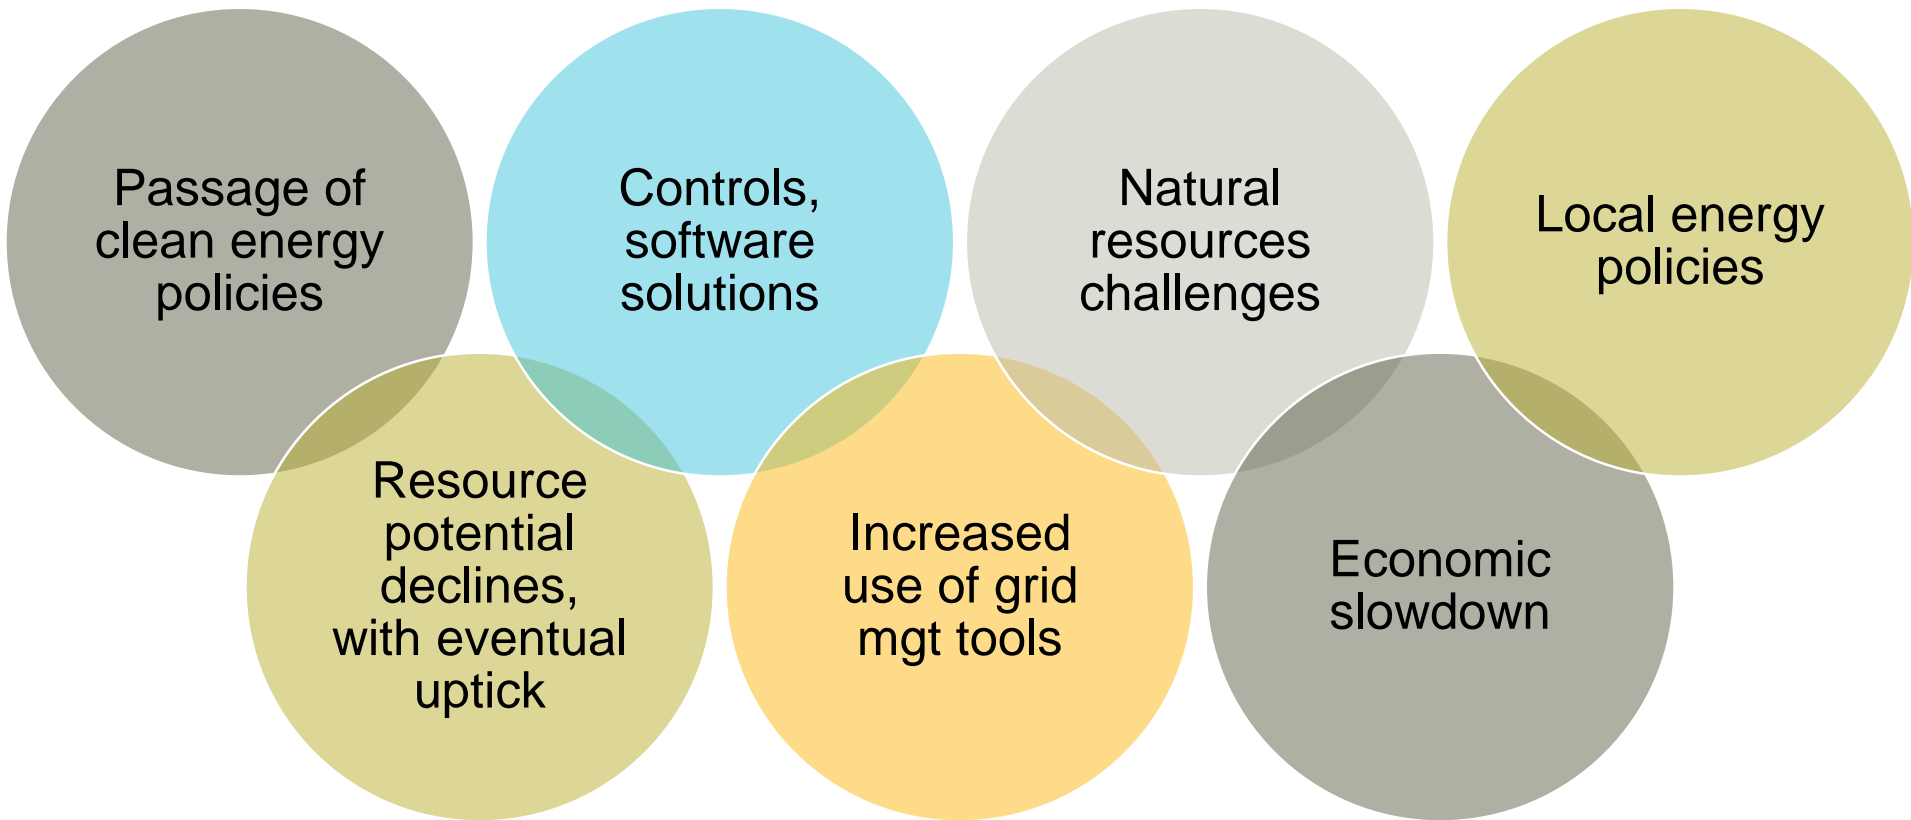 Passage of
clean energy
policies
Controls,
software
solutions
Natural
resources
challenges
Local energy
policies
Resource
potential
declines,
with eventual
uptick
Increased
use of grid
mgt tools
Economic
slowdown